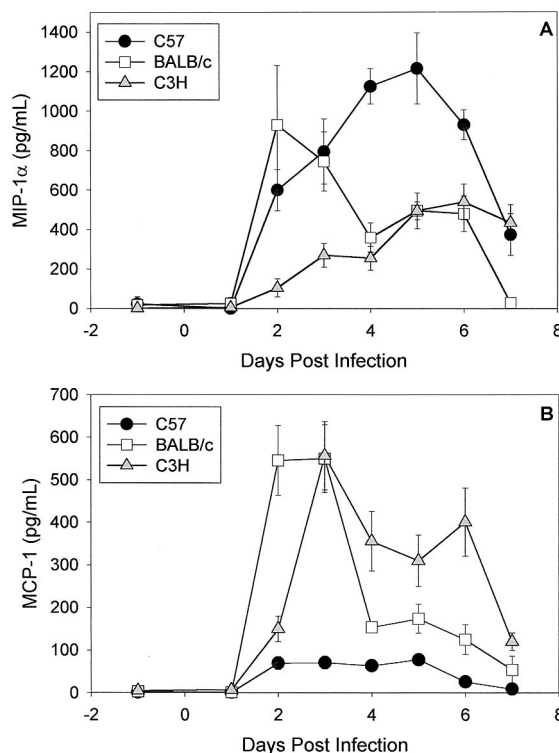 A
C57
BALB/c
C3H
1400
1200
1000
800
600
400
200
0
MIP-1α (pg/mL)
-2 0 2 4 6 8
Days Post Infection
B
C57
BALB/c
C3H
700
600
500
400
300
200
100
0
MCP-1 (pg/mL)
-2 0 2 4 6 8
Days Post Infection